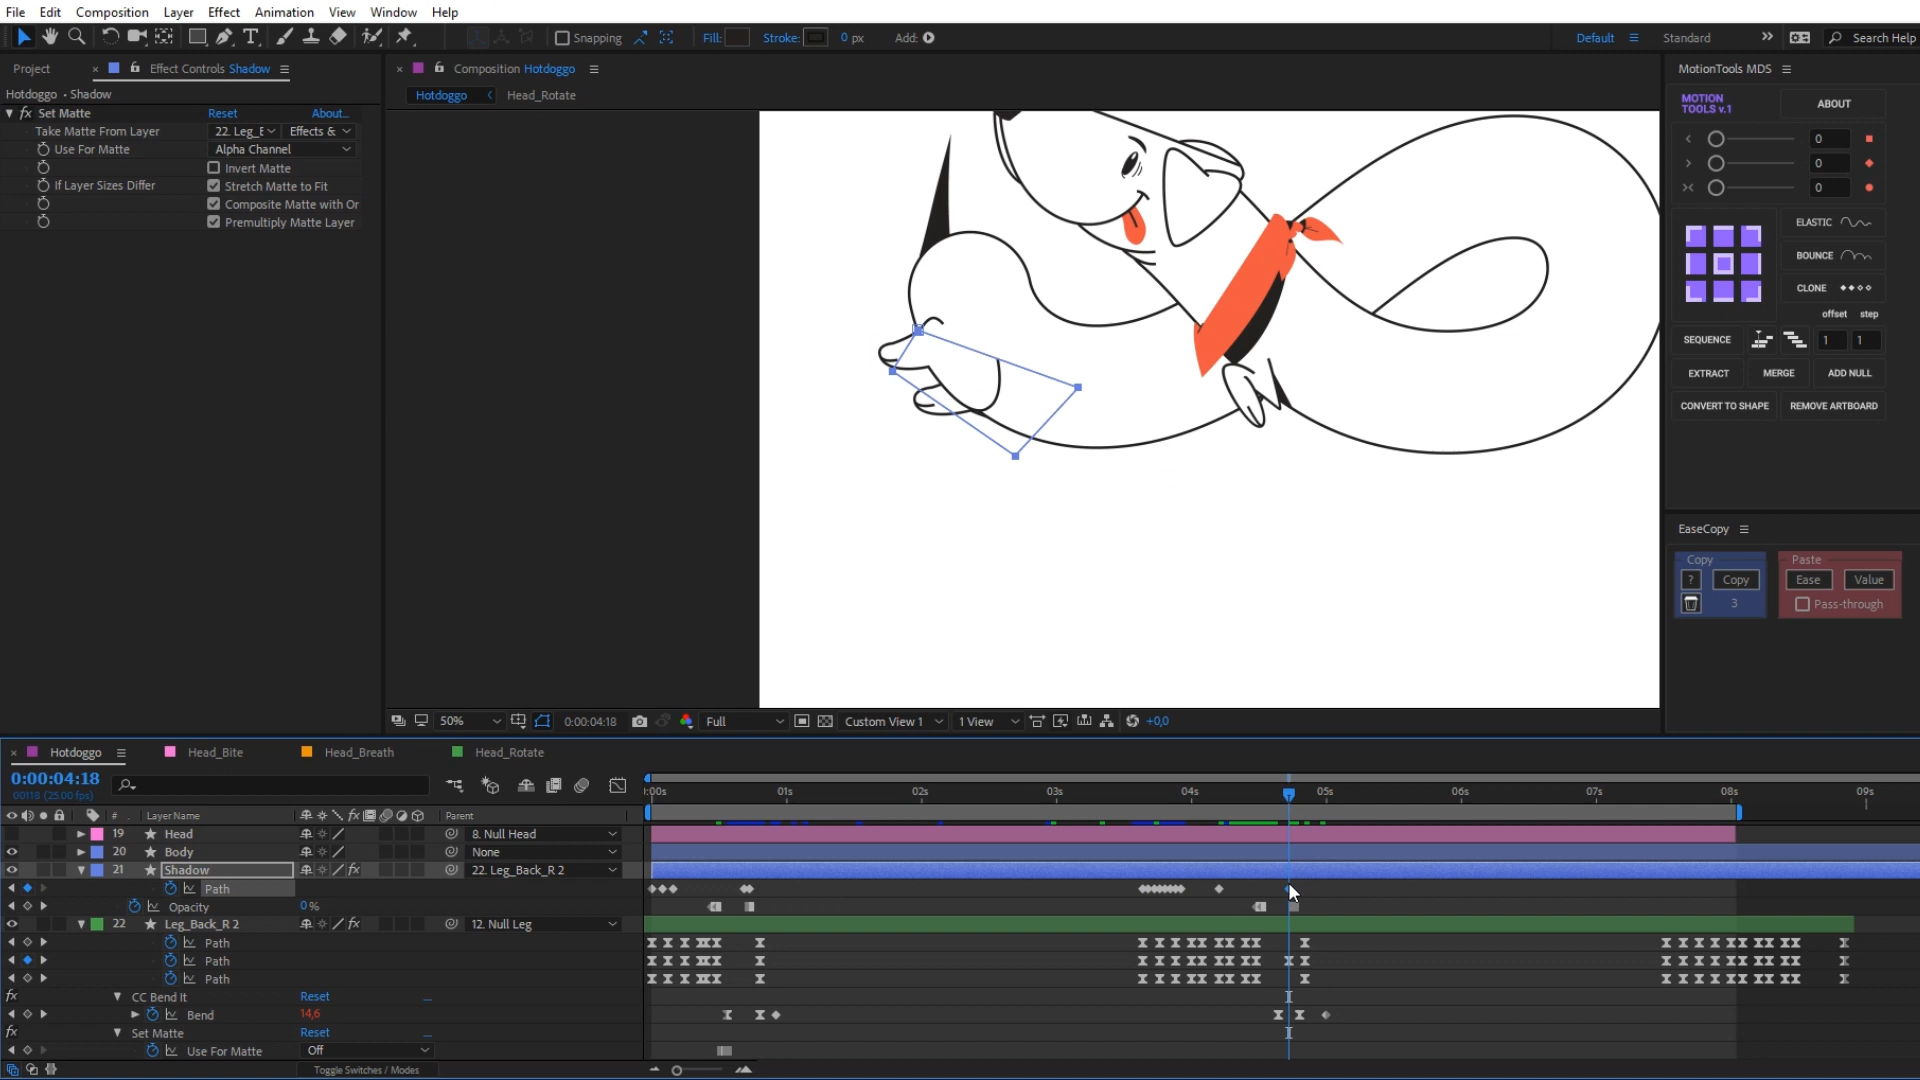 File Edit Composition Layer Effect Animation View Window Help
Snapping Fill: Stroke: 0 px Add: Default Standard Search Help
Project Effect Controls Shadow
Hotdoggo • Shadow
Set Matte Reset About...
Take Matte From Layer 22. Leg_E Effects &
Use For Matte Alpha Channel
Invert Matte
If Layer Sizes Differ Stretch Matte to Fit
Composite Matte with Or
Premultiply Matte Layer
Composition Hotdoggo
Hotdoggo Head_Rotate
50% 0:00:04:18 Full Custom View 1 1 View +0,0
MotionTools MDS
MOTION TOOLS v.1 ABOUT
0
0
0
ELASTIC
BOUNCE
CLONE
offset step
SEQUENCE 1 1
EXTRACT MERGE ADD NULL
CONVERT TO SHAPE REMOVE ARTBOARD
EaseCopy
Copy Paste
? Copy Ease Value
3 Pass-through
Hotdoggo Head_Bite Head_Breath Head_Rotate
0:00:04:18
00118 (25.00 fps)
:00s 01s 02s 03s 04s 05s 06s 07s 08s 09s
# Layer Name Parent
19 Head 8. Null Head
20 Body None
21 Shadow 22. Leg_Back_R 2
Path
Opacity 0 %
22 Leg_Back_R 2 12. Null Leg
Path
Path
Path
fx CC Bend It Reset ...
Bend 14,6
fx Set Matte Reset ...
Use For Matte Off
Toggle Switches / Modes